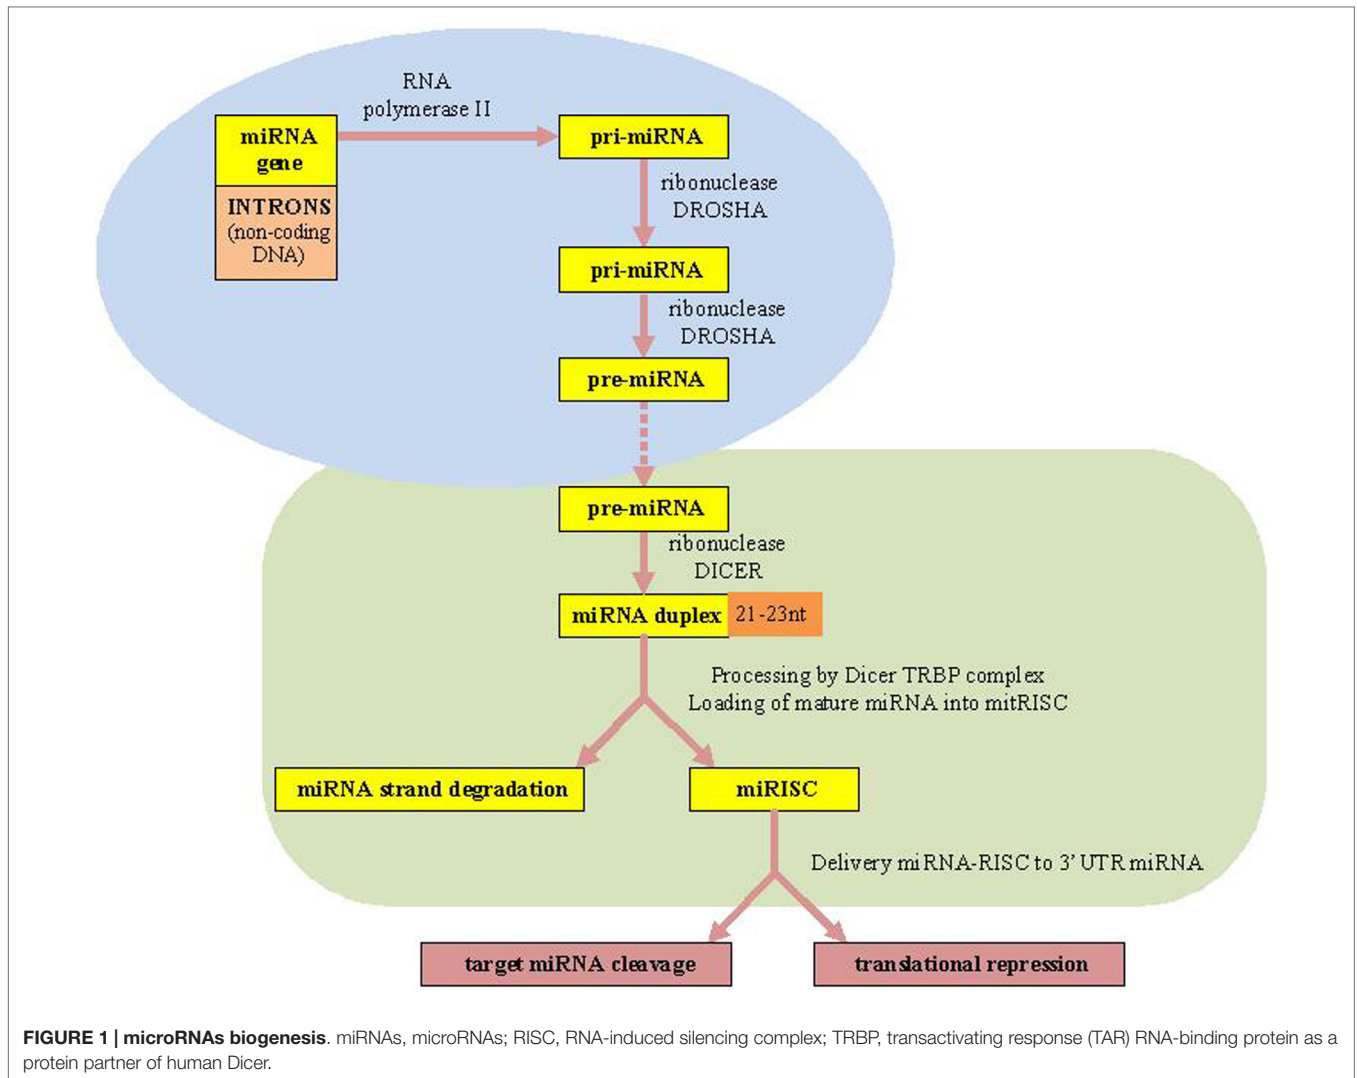 RNA
polymerase II
miRNA
gene
pri-miRNA
INTRONS
(non-coding
DNA)
ribonuclease
DROSHA
pri-miRNA
ribonuclease
DROSHA
pre-miRNA
pre-miRNA
ribonuclease
DICER
miRNA duplex
21-23nt
Processing by Dicer TRBP complex
Loading of mature miRNA into mitRISC
miRNA strand degradation
miRISC
Delivery miRNA-RISC to 3' UTR miRNA
target miRNA cleavage
translational repression
FIGURE 1 | microRNAs biogenesis. miRNAs, microRNAs; RISC, RNA-induced silencing complex; TRBP, transactivating response (TAR) RNA-binding protein as a
protein partner of human Dicer.